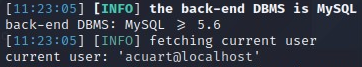 [11:23:05] [INFO] the back-end DBMS is MySQL
back-end DBMS: MySQL ≥ 5.6
[11:23:05] [INFO] fetching current user
current user: 'acuart@localhost'